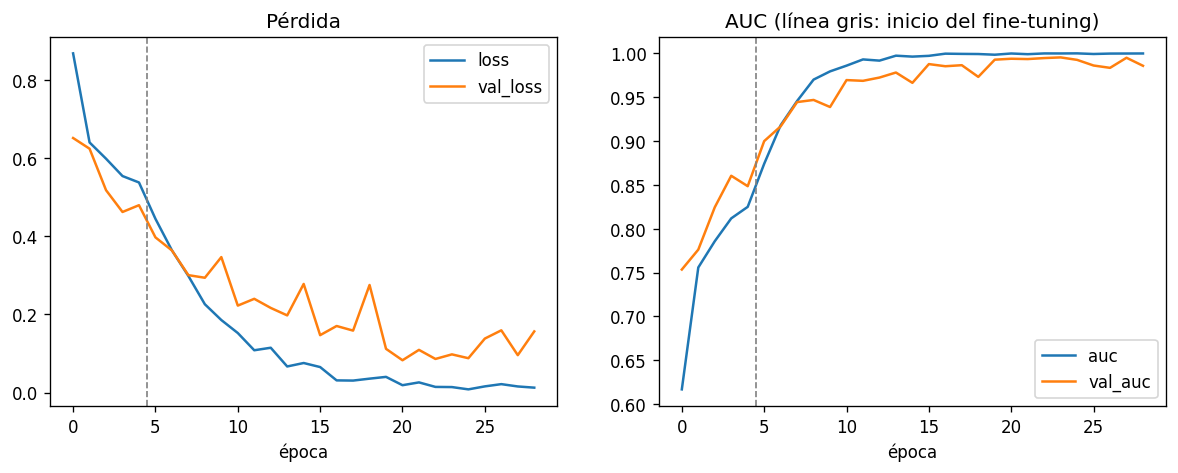 Pérdida
0.8
0.6
0.4
0.2
0.0
loss
val_loss
0 5 10 15 20 25
época
AUC (línea gris: inicio del fine-tuning)
1.00
0.95
0.90
0.85
0.80
0.75
0.70
0.65
0.60
auc
val_auc
0 5 10 15 20 25
época